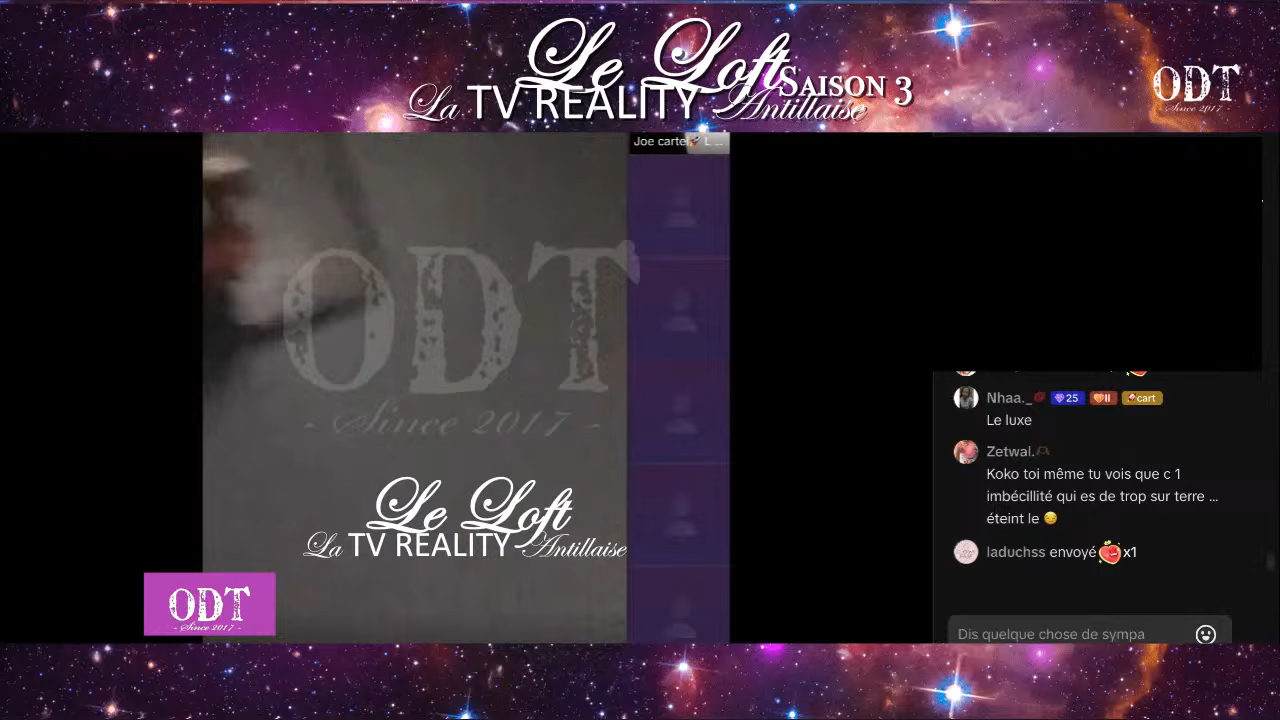 Le Loft
Saison 3
La TV REALITY Antillaise
ODT
Since 2017
Joe carte L ...
ODT
- Since 2017 -
Le Loft
La TV REALITY Antillaise
ODT
- Since 2017 -
Nhaa._ 25 II cart
Le luxe
Zetwal.
Koko toi même tu vois que c 1
imbécillité qui es de trop sur terre ...
éteint le 😔
laduchss envoyé x1
Dis quelque chose de sympa